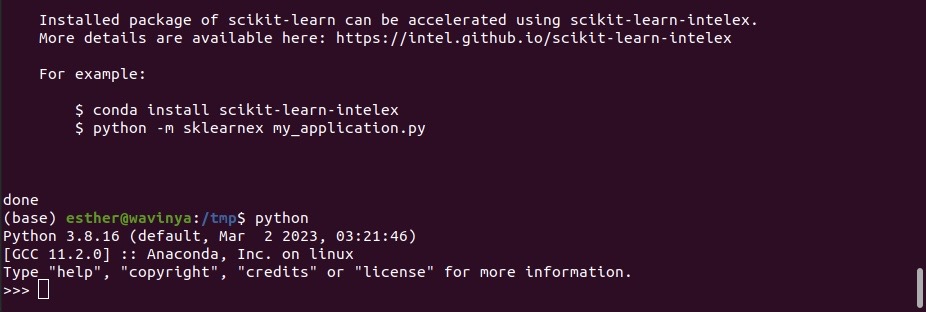 Installed package of scikit-learn can be accelerated using scikit-learn-intelex.
More details are available here: https://intel.github.io/scikit-learn-intelex
For example:
$ conda install scikit-learn-intelex
$ python -m sklearnex my_application.py
done
(base) esther@wavinya:/tmp$ python
Python 3.8.16 (default, Mar  2 2023, 03:21:46)
[GCC 11.2.0] :: Anaconda, Inc. on linux
Type "help", "copyright", "credits" or "license" for more information.
>>>